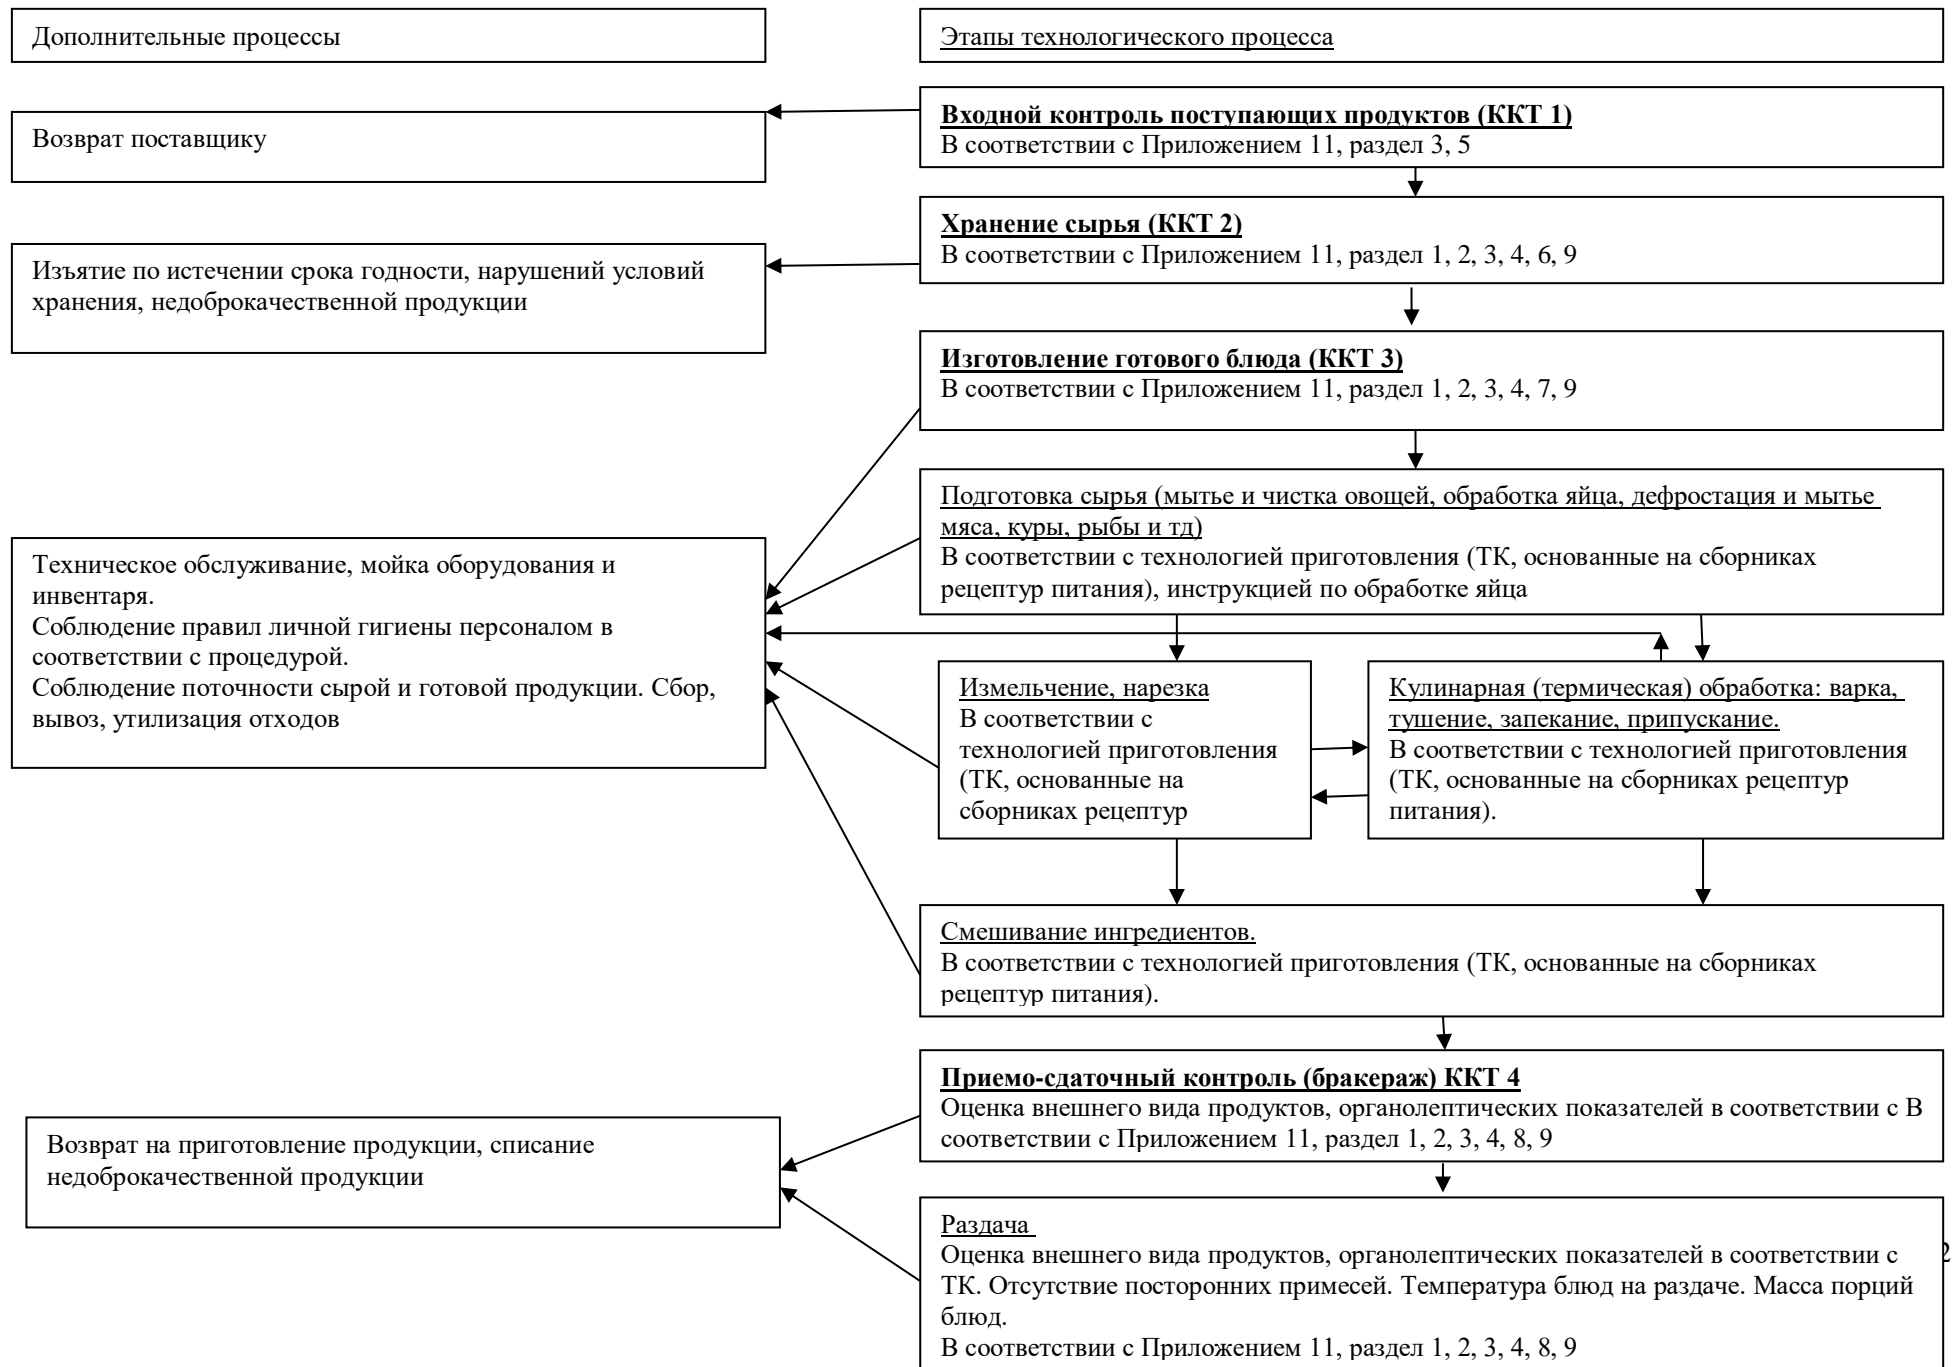 Дополнительные процессы
Этапы технологического процесса
Входной контроль поступающих продуктов (ККТ 1)
В соответствии с Приложением 11, раздел 3, 5
Возврат поставщику
Хранение сырья (ККТ 2)
В соответствии с Приложением 11, раздел 1, 2, 3, 4, 6, 9
Изъятие по истечении срока годности, нарушений условий
хранения, недоброкачественной продукции
Изготовление готового блюда (ККТ 3)
В соответствии с Приложением 11, раздел 1, 2, 3, 4, 7, 9
Подготовка сырья (мытье и чистка овощей, обработка яйца, дефростация и мытье
мяса, куры, рыбы и тд)
В соответствии с технологией приготовления (ТК, основанные на сборниках
рецептур питания), инструкцией по обработке яйца
Техническое обслуживание, мойка оборудования и
инвентаря.
Соблюдение правил личной гигиены персоналом в
соответствии с процедурой.
Соблюдение поточности сырой и готовой продукции. Сбор,
вывоз, утилизация отходов
Измельчение, нарезка
В соответствии с
технологией приготовления
(ТК, основанные на
сборниках рецептур
Кулинарная (термическая) обработка: варка,
тушение, запекание, припускание.
В соответствии с технологией приготовления
(ТК, основанные на сборниках рецептур
питания).
Смешивание ингредиентов.
В соответствии с технологией приготовления (ТК, основанные на сборниках
рецептур питания).
Приемо-сдаточный контроль (бракераж) ККТ 4
Оценка внешнего вида продуктов, органолептических показателей в соответствии с В
соответствии с Приложением 11, раздел 1, 2, 3, 4, 8, 9
Возврат на приготовление продукции, списание
недоброкачественной продукции
Раздача
Оценка внешнего вида продуктов, органолептических показателей в соответствии с
ТК. Отсутствие посторонних примесей. Температура блюд на раздаче. Масса порций
блюд.
В соответствии с Приложением 11, раздел 1, 2, 3, 4, 8, 9
2